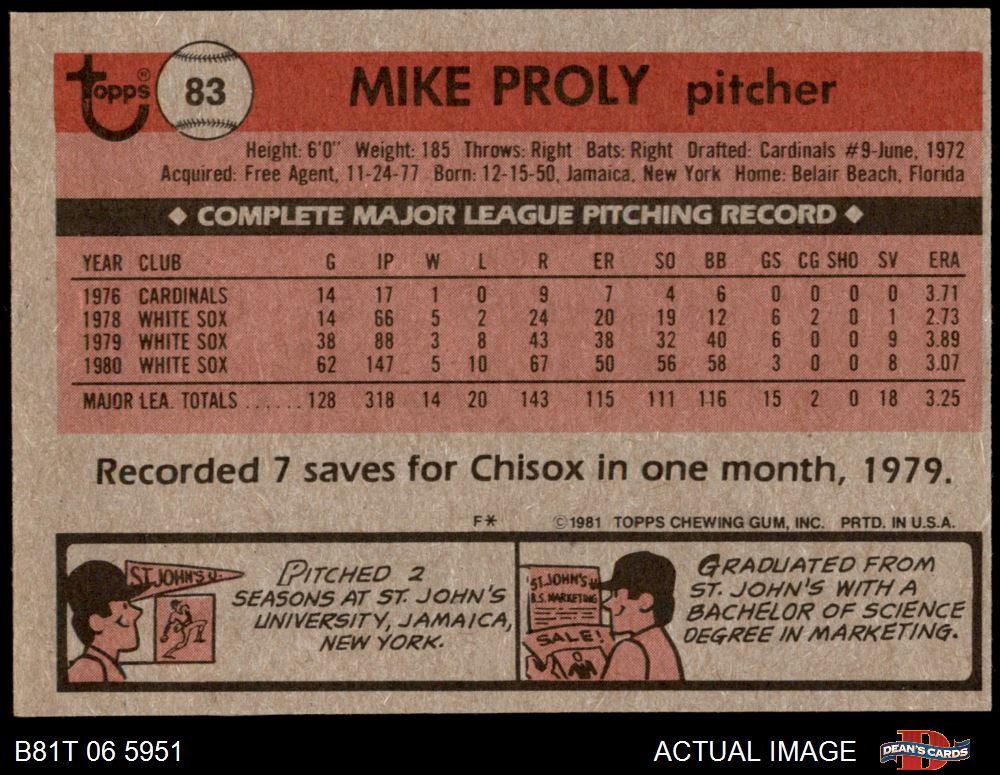 Topps® 83 MIKE PROLY pitcher
Height: 6'0" Weight: 185 Throws: Right Bats: Right Drafted: Cardinals #9-June, 1972
Acquired: Free Agent, 11-24-77 Born: 12-15-50, Jamaica, New York Home: Belair Beach, Florida
◆ COMPLETE MAJOR LEAGUE PITCHING RECORD ◆
YEAR CLUB G IP W L R ER SO BB GS CG SHO SV ERA
1976 CARDINALS 14 17 1 0 9 7 4 6 0 0 0 0 3.71
1978 WHITE SOX 14 66 5 2 24 20 19 12 6 2 0 1 2.73
1979 WHITE SOX 38 88 3 8 43 38 32 40 6 0 0 9 3.89
1980 WHITE SOX 62 147 5 10 67 50 56 58 3 0 0 8 3.07
MAJOR LEA. TOTALS ......128 318 14 20 143 115 111 116 15 2 0 18 3.25
Recorded 7 saves for Chisox in one month, 1979.
F* ©1981 TOPPS CHEWING GUM, INC. PRTD. IN U.S.A.
ST. JOHN'S U.
PITCHED 2
SEASONS AT ST. JOHN'S
UNIVERSITY, JAMAICA,
NEW YORK.
ST. JOHN'S U.
B.S. MARKETING
SALE!
GRADUATED FROM
ST. JOHN'S WITH A
BACHELOR OF SCIENCE
DEGREE IN MARKETING.
B81T 06 5951
ACTUAL IMAGE
DEAN'S CARDS